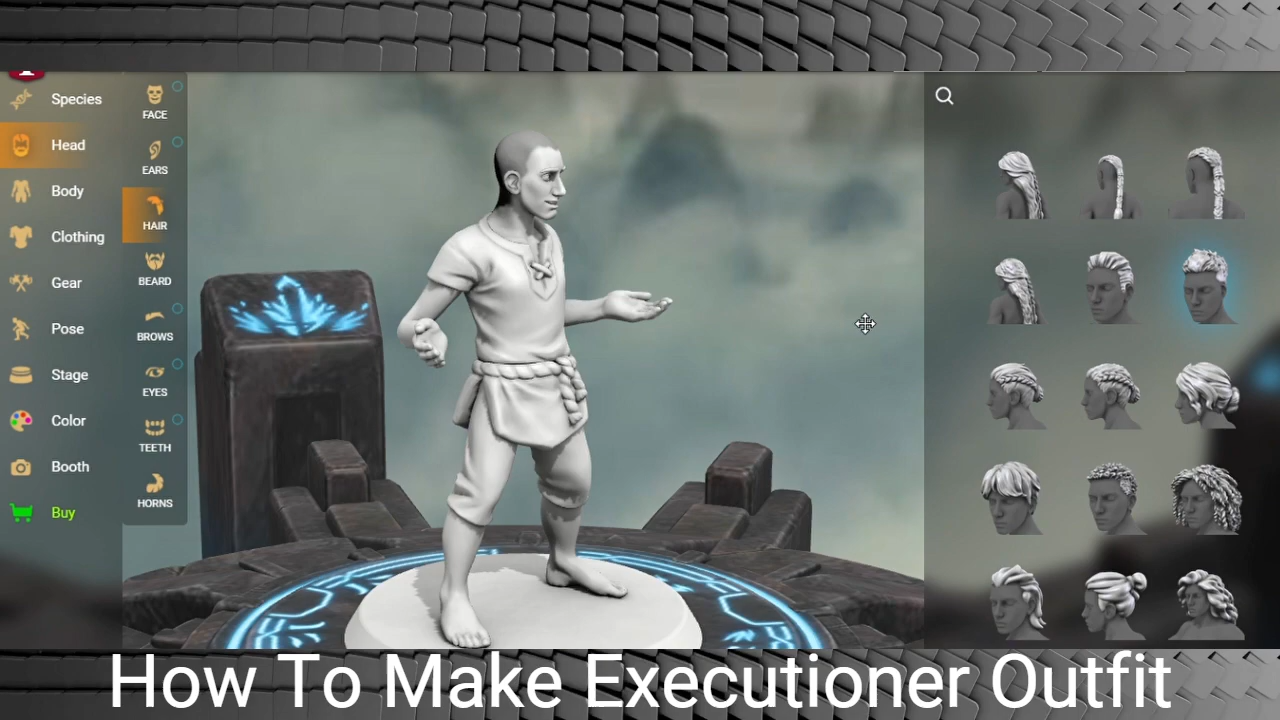 Species
Head
Body
Clothing
Gear
Pose
Stage
Color
Booth
Buy
FACE
EARS
HAIR
BEARD
BROWS
EYES
TEETH
HORNS
How To Make Executioner Outfit